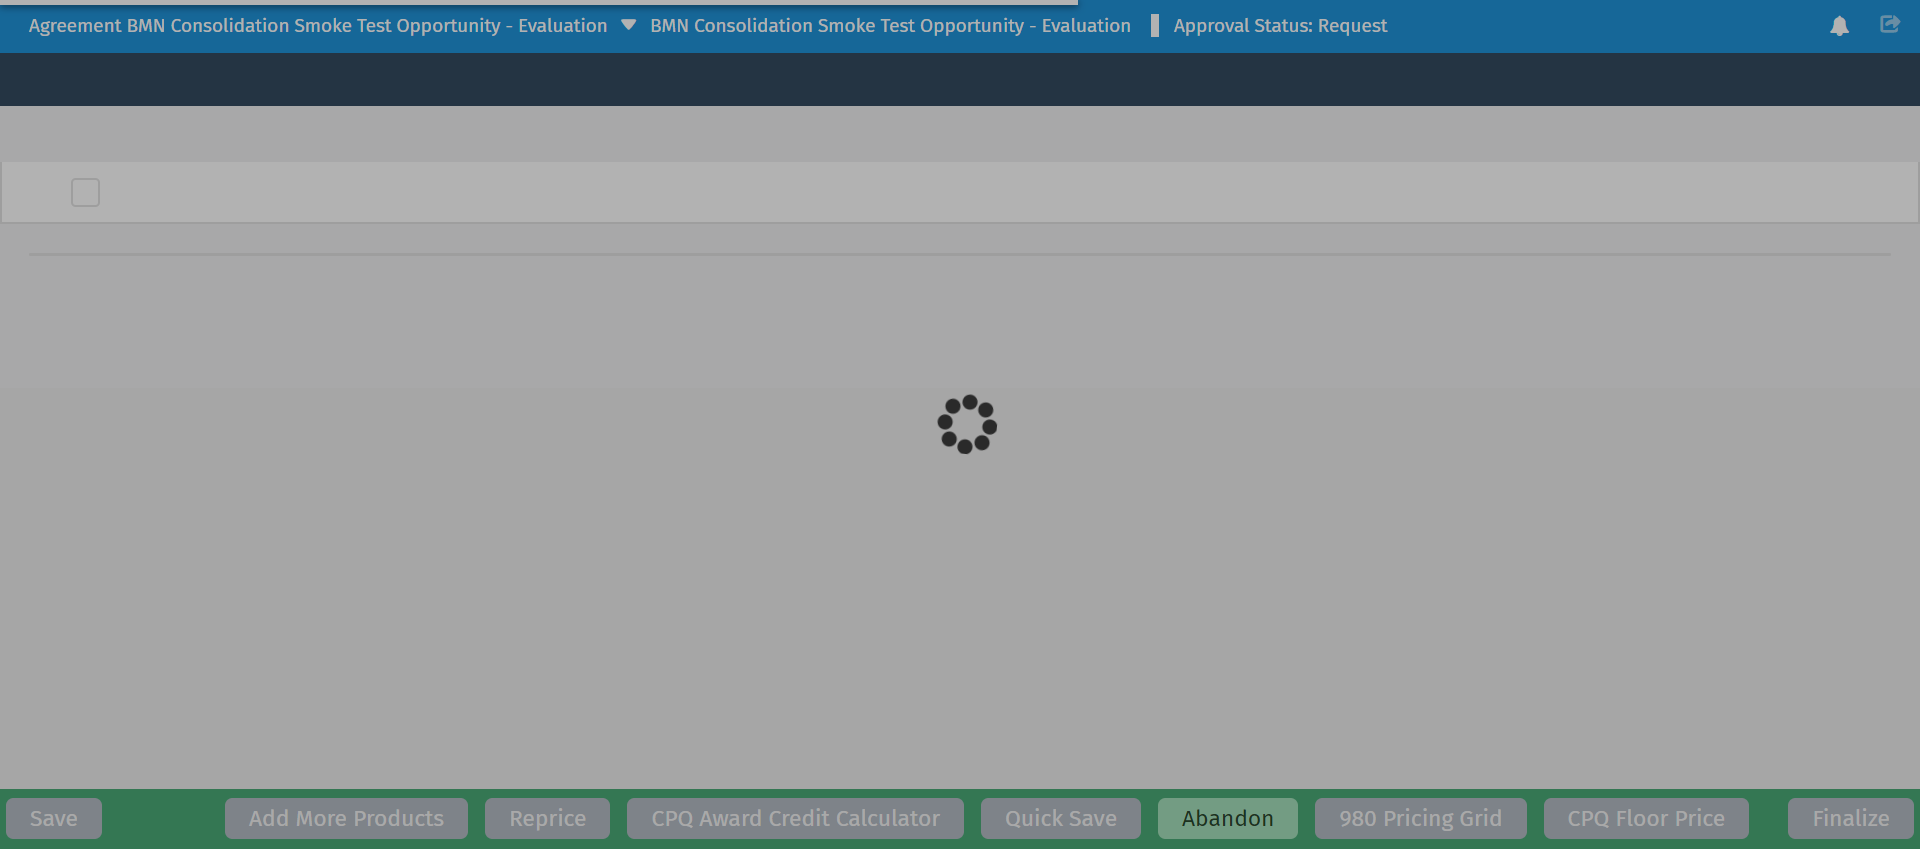 Agreement BMN Consolidation Smoke Test Opportunity - Evaluation BMN Consolidation Smoke Test Opportunity - Evaluation Approval Status: Request
Save Add More Products Reprice CPQ Award Credit Calculator Quick Save Abandon 980 Pricing Grid CPQ Floor Price Finalize